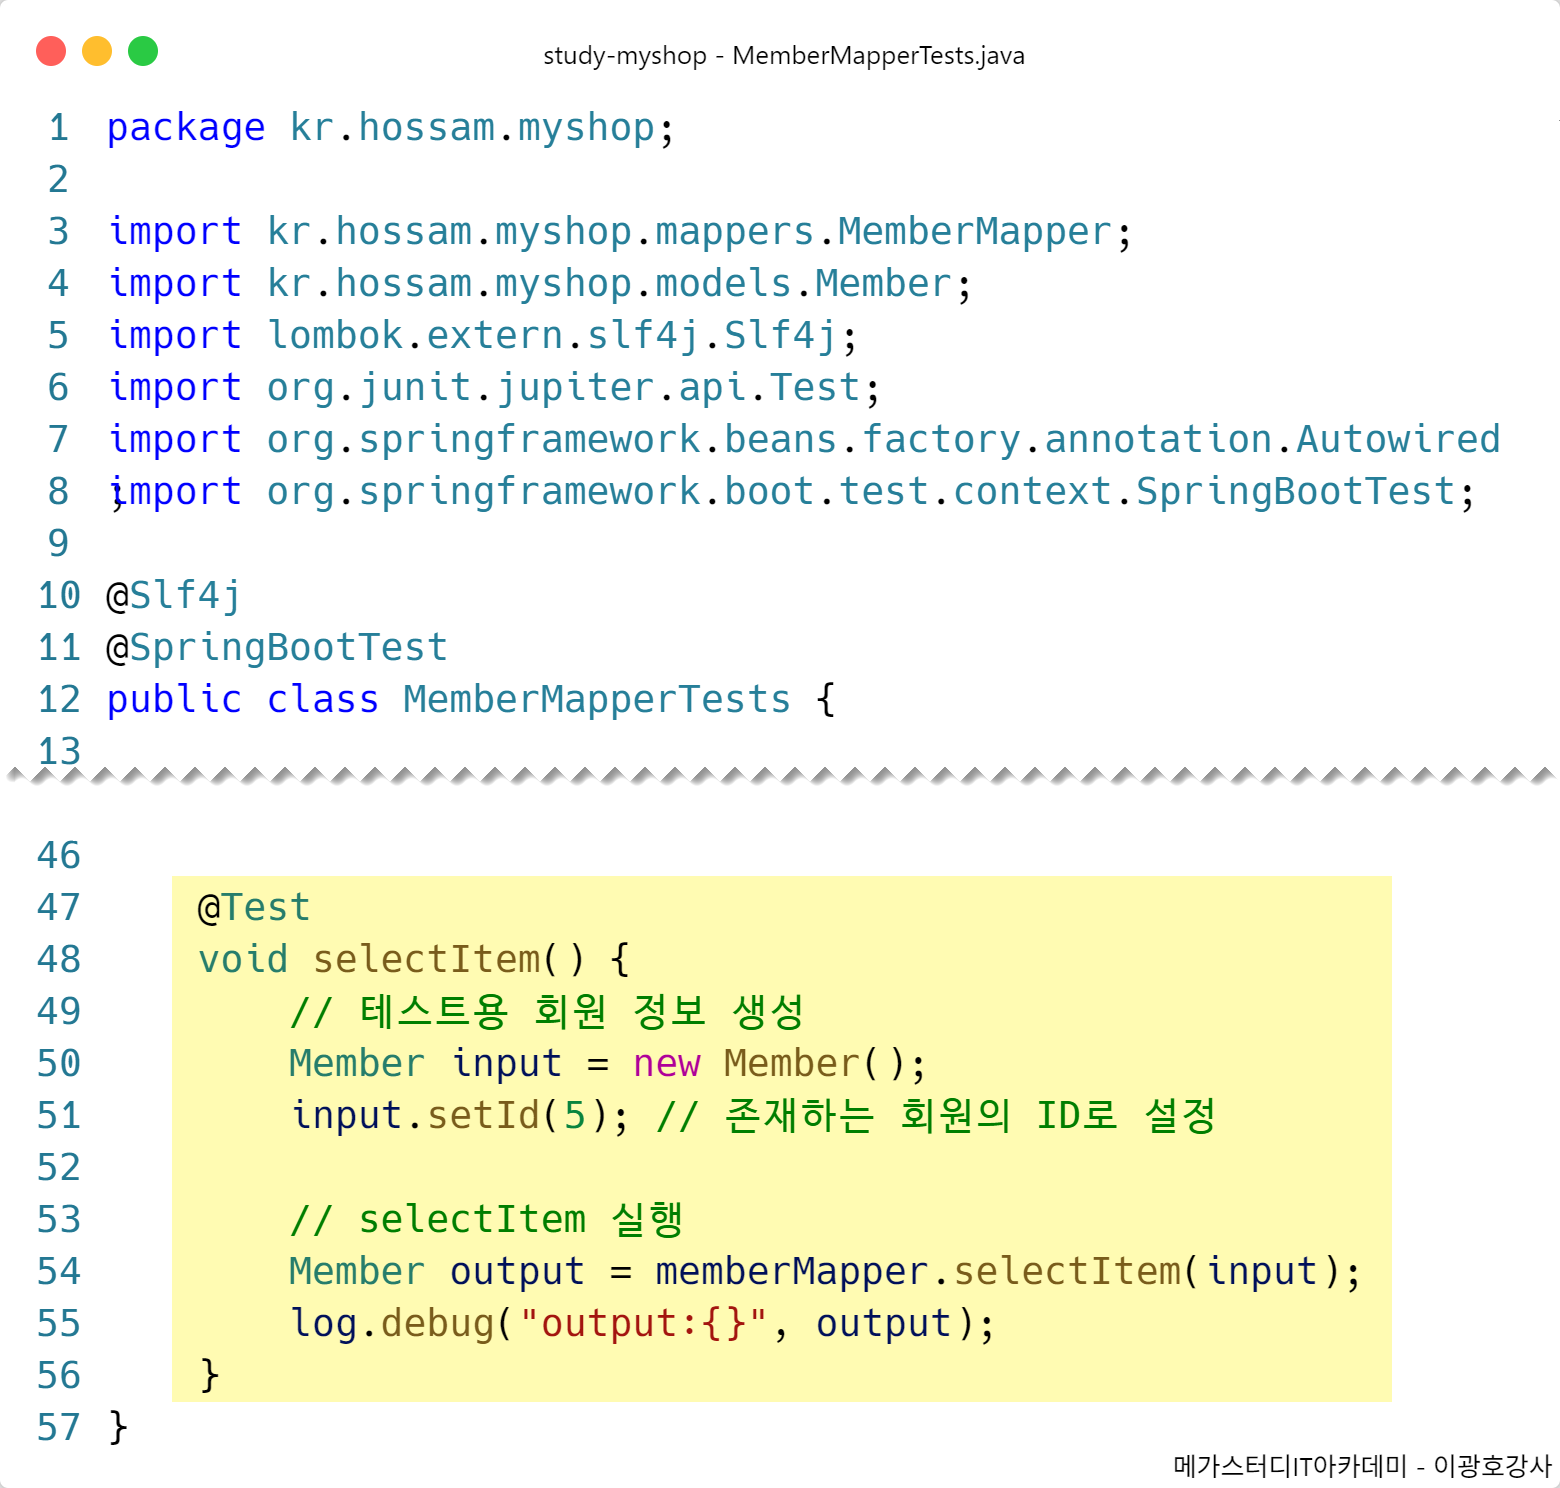 study-myshop - MemberMapperTests.java
1 package kr.hossam.myshop;
2
3 import kr.hossam.myshop.mappers.MemberMapper;
4 import kr.hossam.myshop.models.Member;
5 import lombok.extern.slf4j.Slf4j;
6 import org.junit.jupiter.api.Test;
7 import org.springframework.beans.factory.annotation.Autowired
;
8 import org.springframework.boot.test.context.SpringBootTest;
9
10 @Slf4j
11 @SpringBootTest
12 public class MemberMapperTests {
13
46
47 @Test
48 void selectItem() {
49 // 테스트용 회원 정보 생성
50 Member input = new Member();
51 input.setId(5); // 존재하는 회원의 ID로 설정
52
53 // selectItem 실행
54 Member output = memberMapper.selectItem(input);
55 log.debug("output:{}", output);
56 }
57 }
메가스터디IT아카데미 - 이광호강사